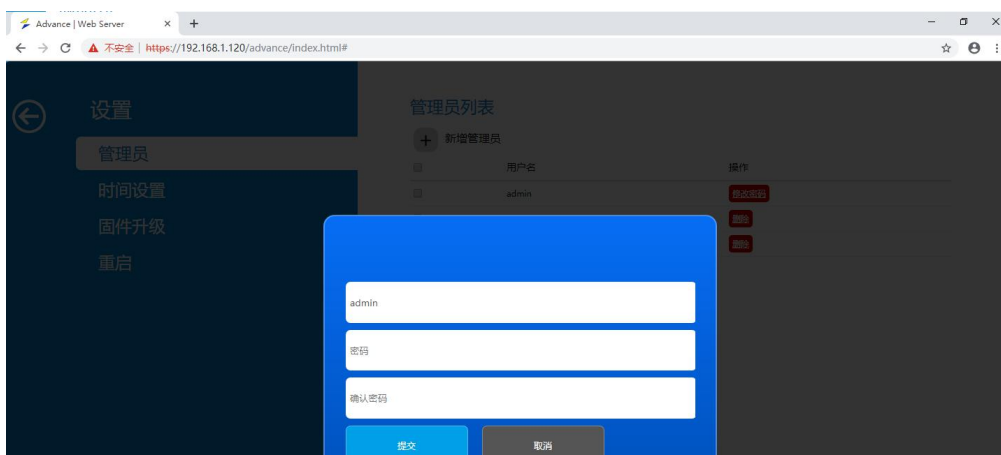 Advance | Web Server
不安全 | https://192.168.1.120/advance/index.html#
设置
管理员
时间设置
固件升级
重启
管理员列表
新增管理员
用户名 操作
admin 修改密码
删除
删除
admin
密码
确认密码
提交 取消